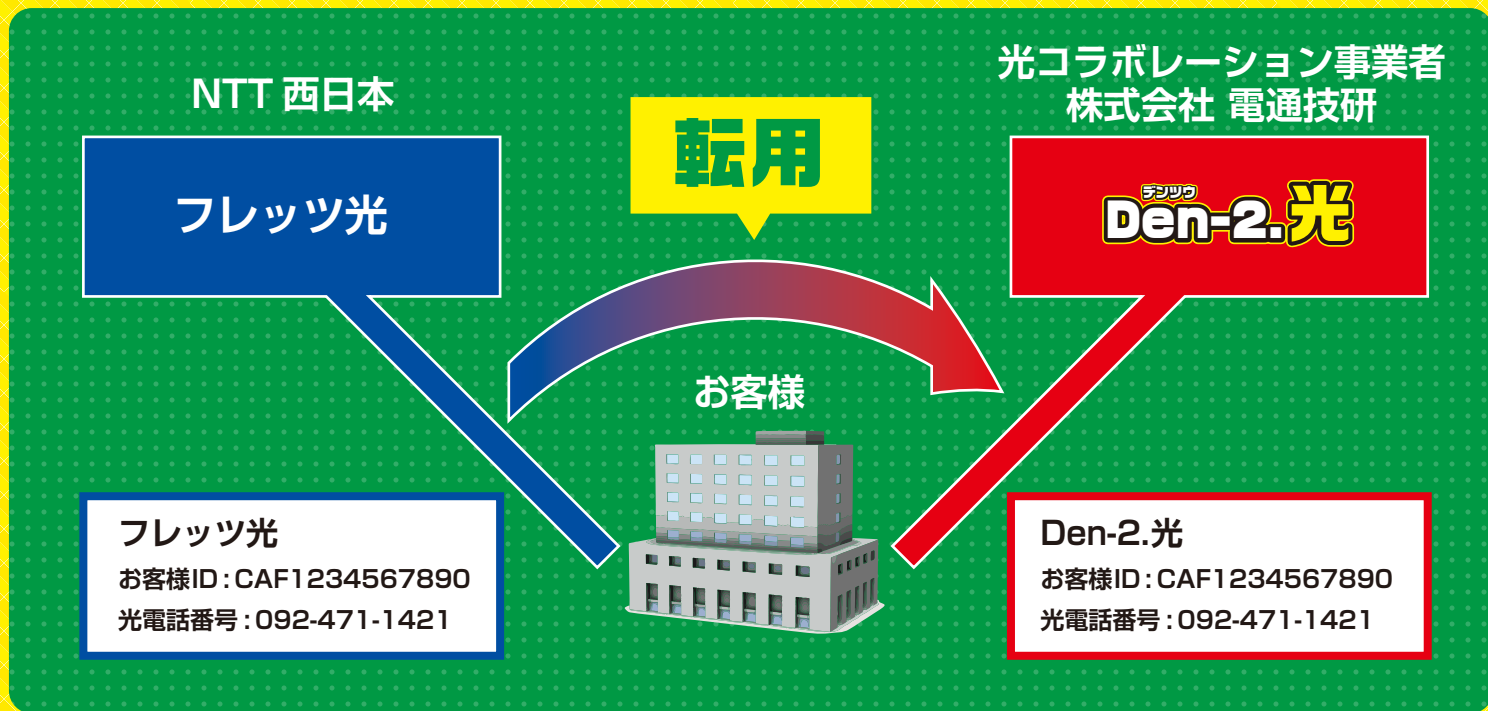 NTT 西日本
フレッツ光
転用
光コラボレーション事業者
株式会社 電通技研
デンツウ
Den-2.光
お客様
フレッツ光
お客様ID:CAF1234567890
光電話番号:092-471-1421
Den-2.光
お客様ID:CAF1234567890
光電話番号:092-471-1421